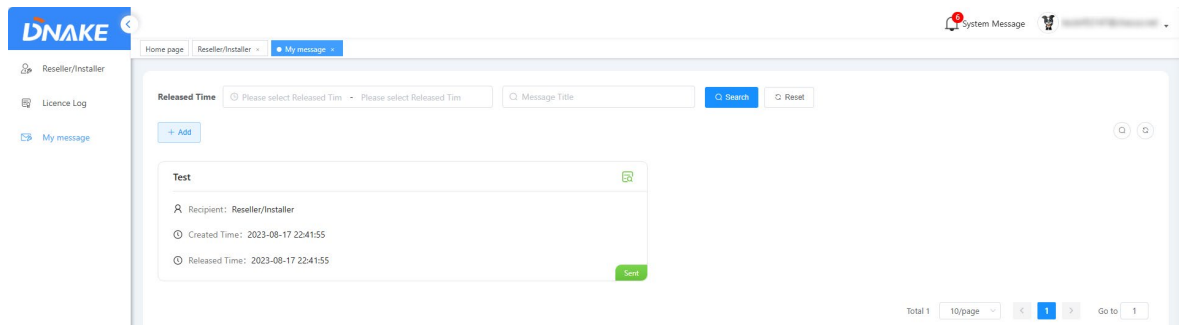 DNAKE
6
System Message
Home page Reseller/Installer × My message ×
Reseller/Installer
Licence Log
My message
Released Time Please select Released Tim - Please select Released Tim Message Title Search Reset
+ Add
Test
Recipient: Reseller/Installer
Created Time: 2023-08-17 22:41:55
Released Time: 2023-08-17 22:41:55
Sent
Total 1 10/page < 1 > Go to 1